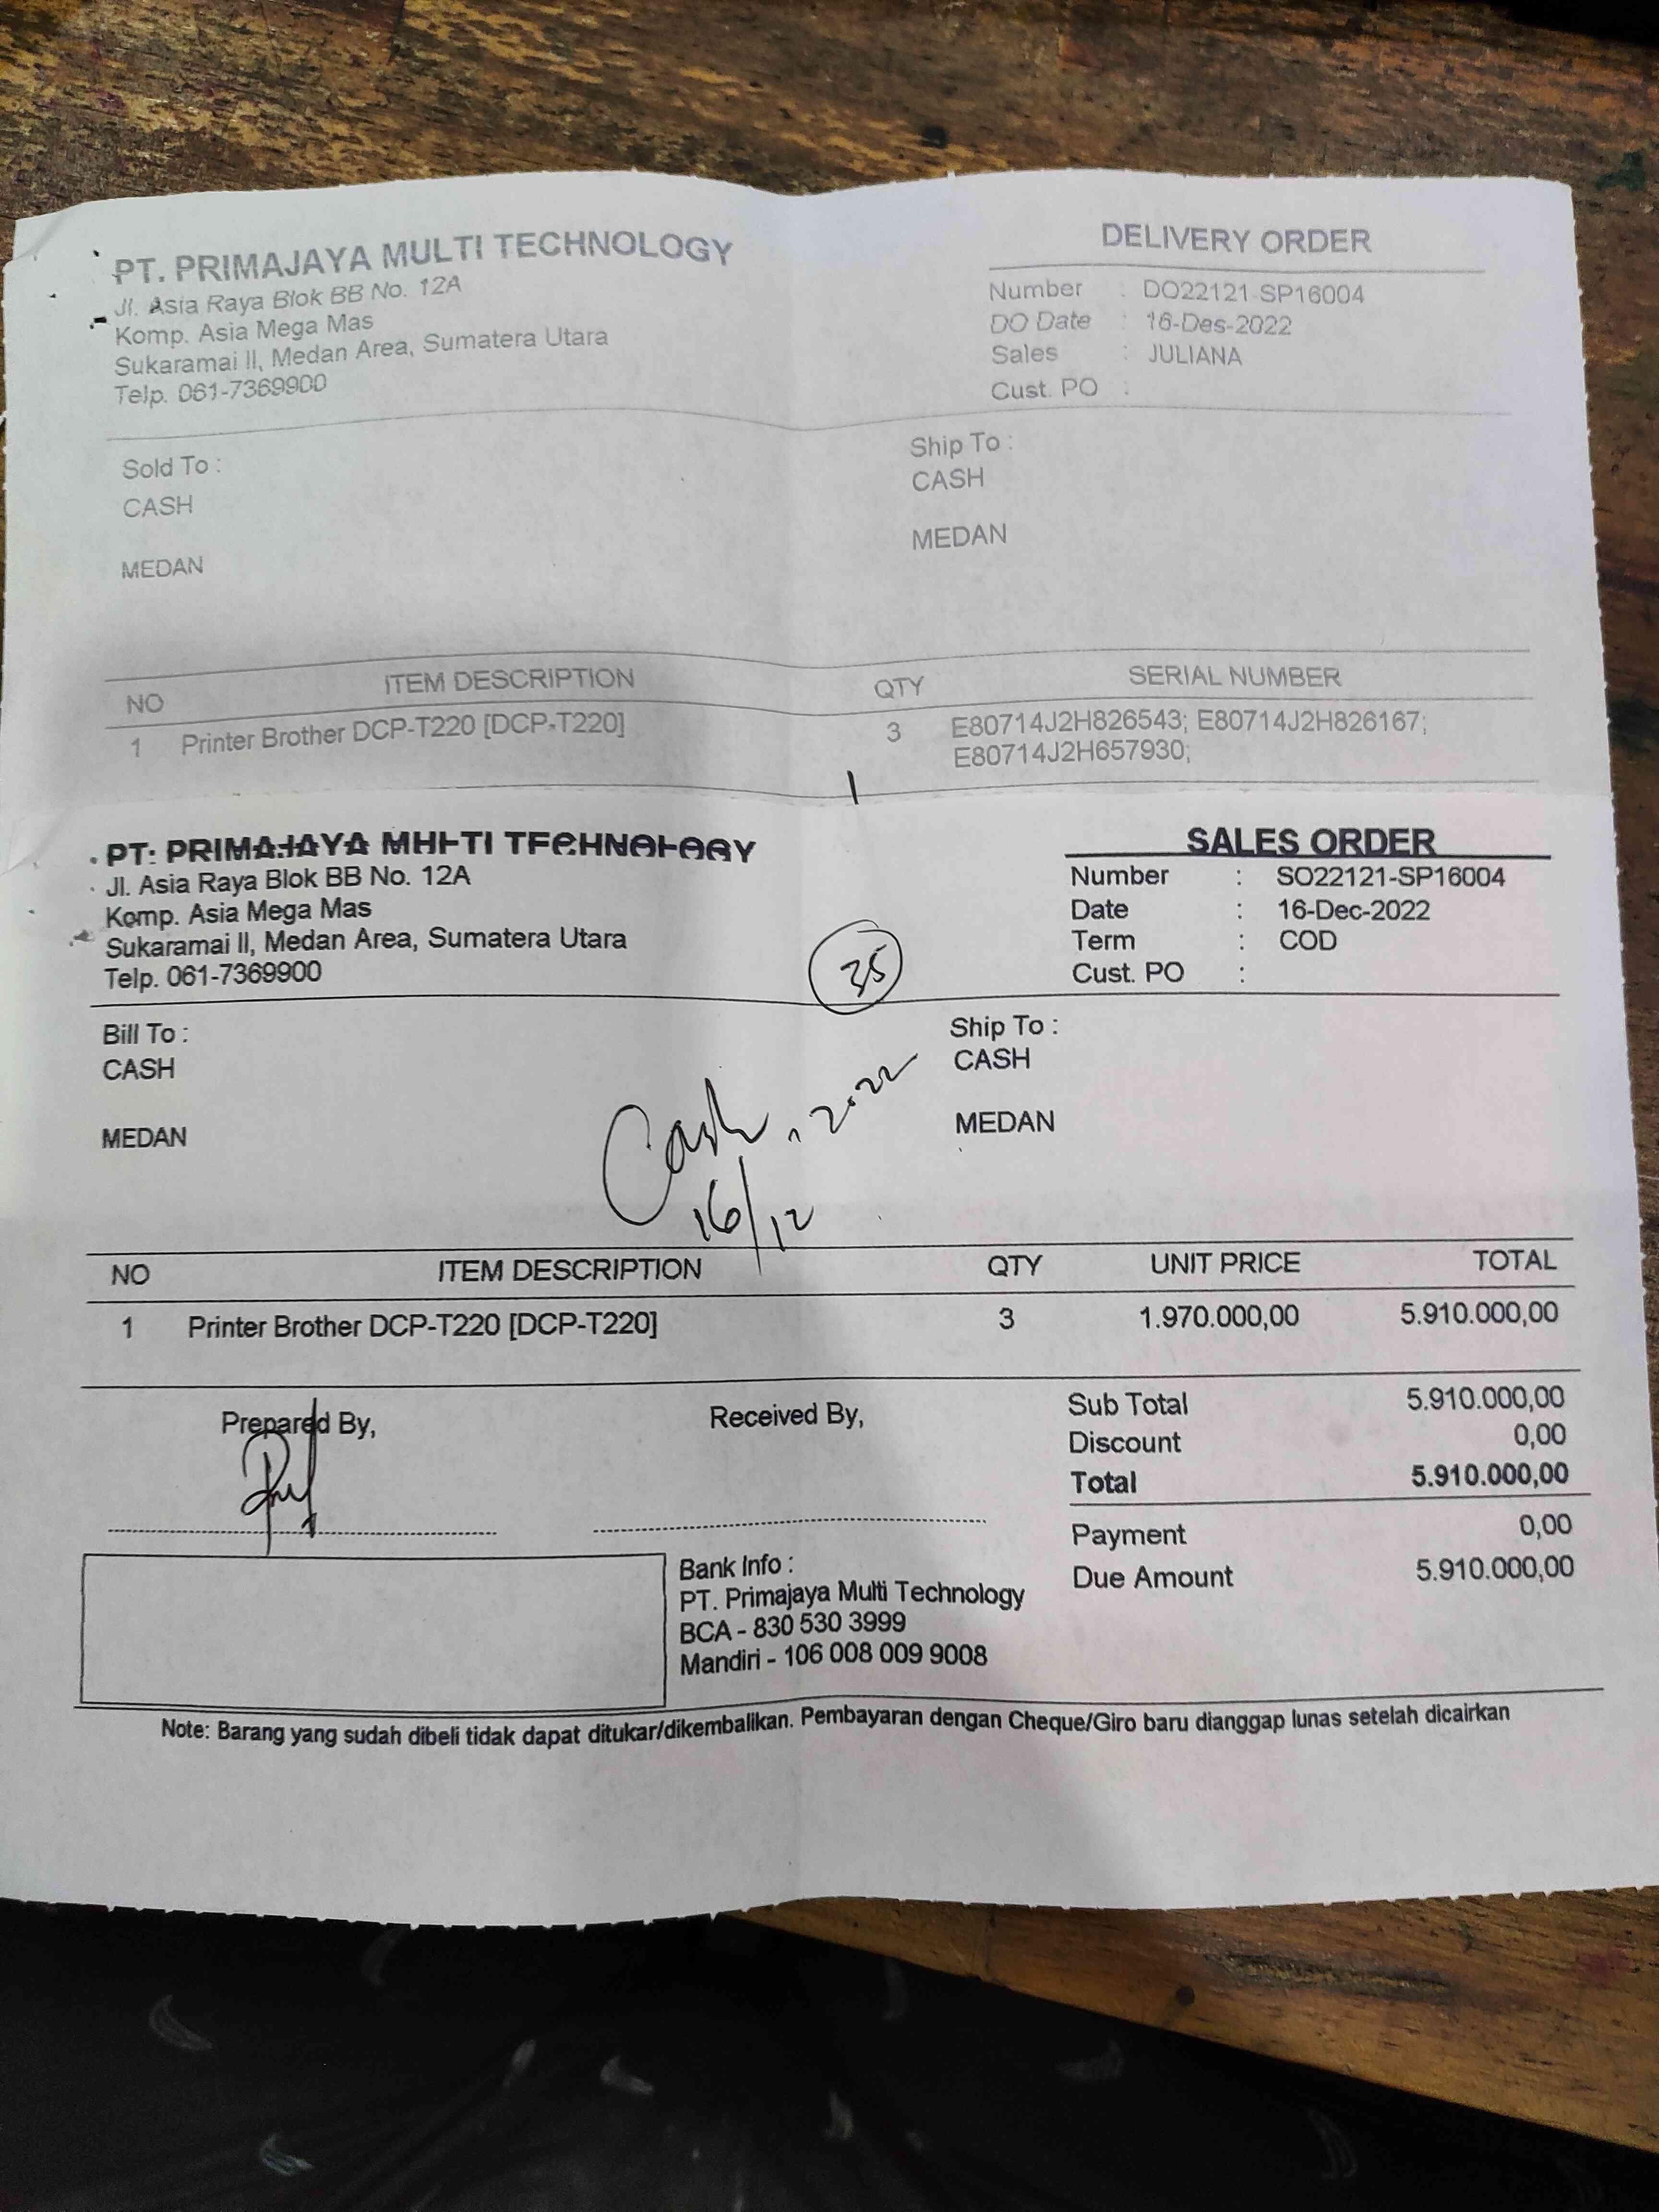 PT. PRIMAJAYA MULTI TECHNOLOGY
Jl. Asia Raya Blok BB No. 12A
Komp. Asia Mega Mas
Sukaramai II, Medan Area, Sumatera Utara
Telp. 061-7369900
DELIVERY ORDER
Number : DO22121-SP16004
DO Date : 16-Des-2022
Sales : JULIANA
Cust. PO :
Sold To :
CASH
MEDAN
Ship To :
CASH
MEDAN
NO ITEM DESCRIPTION QTY SERIAL NUMBER
1 Printer Brother DCP-T220 [DCP-T220] 3 E80714J2H826543; E80714J2H826167;
E80714J2H657930;
PT. PRIMAJAYA MULTI TECHNOLOGY
Jl. Asia Raya Blok BB No. 12A
Komp. Asia Mega Mas
Sukaramai II, Medan Area, Sumatera Utara
Telp. 061-7369900
SALES ORDER
Number : SO22121-SP16004
Date : 16-Dec-2022
Term : COD
Cust. PO :
35
Bill To :
CASH
MEDAN
Cash, 2022
16/12
Ship To :
CASH
MEDAN
NO ITEM DESCRIPTION QTY UNIT PRICE TOTAL
1 Printer Brother DCP-T220 [DCP-T220] 3 1.970.000,00 5.910.000,00
Prepared By, Received By,
Sub Total 5.910.000,00
Discount 0,00
Total 5.910.000,00
Payment 0,00
Due Amount 5.910.000,00
Bank Info :
PT. Primajaya Multi Technology
BCA - 830 530 3999
Mandiri - 106 008 009 9008
Note: Barang yang sudah dibeli tidak dapat ditukar/dikembalikan. Pembayaran dengan Cheque/Giro baru dianggap lunas setelah dicairkan